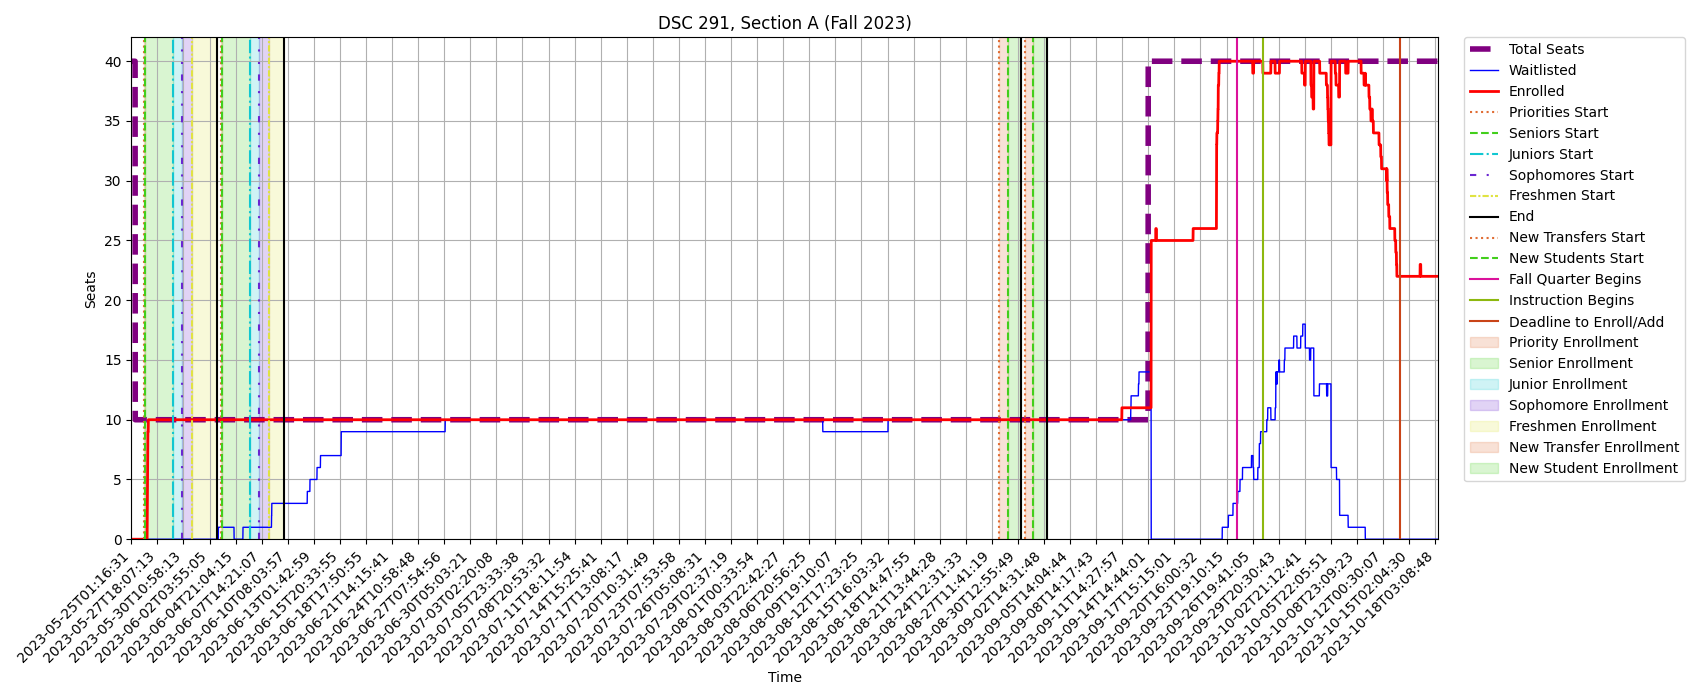 DSC 291, Section A (Fall 2023)
Seats
40
35
30
25
20
15
10
5
0
2023-05-25T01:16:31
2023-05-27T18:07:13
2023-05-30T10:58:13
2023-06-02T03:55:05
2023-06-04T21:04:15
2023-06-07T14:21:07
2023-06-10T08:03:57
2023-06-13T01:42:59
2023-06-15T20:33:55
2023-06-18T17:50:55
2023-06-21T14:15:41
2023-06-24T10:58:48
2023-06-27T07:54:56
2023-06-30T05:03:21
2023-07-03T02:20:08
2023-07-05T23:33:38
2023-07-08T20:53:32
2023-07-11T18:11:54
2023-07-14T15:25:41
2023-07-17T13:08:17
2023-07-20T10:31:49
2023-07-23T07:53:58
2023-07-26T05:08:31
2023-07-29T02:37:19
2023-08-01T00:33:54
2023-08-03T22:42:27
2023-08-06T20:56:25
2023-08-09T19:10:07
2023-08-12T17:23:25
2023-08-15T16:03:32
2023-08-18T14:47:55
2023-08-21T13:44:28
2023-08-24T12:31:33
2023-08-27T11:41:19
2023-08-30T12:55:49
2023-09-02T14:31:48
2023-09-05T14:04:44
2023-09-08T14:17:43
2023-09-11T14:27:57
2023-09-14T14:44:01
2023-09-17T15:15:01
2023-09-20T16:00:32
2023-09-23T19:10:15
2023-09-26T19:41:05
2023-09-29T20:30:43
2023-10-02T21:12:41
2023-10-05T22:05:51
2023-10-08T23:09:23
2023-10-12T00:30:07
2023-10-15T02:04:30
2023-10-18T03:08:48
Time
Total Seats
Waitlisted
Enrolled
Priorities Start
Seniors Start
Juniors Start
Sophomores Start
Freshmen Start
End
New Transfers Start
New Students Start
Fall Quarter Begins
Instruction Begins
Deadline to Enroll/Add
Priority Enrollment
Senior Enrollment
Junior Enrollment
Sophomore Enrollment
Freshmen Enrollment
New Transfer Enrollment
New Student Enrollment